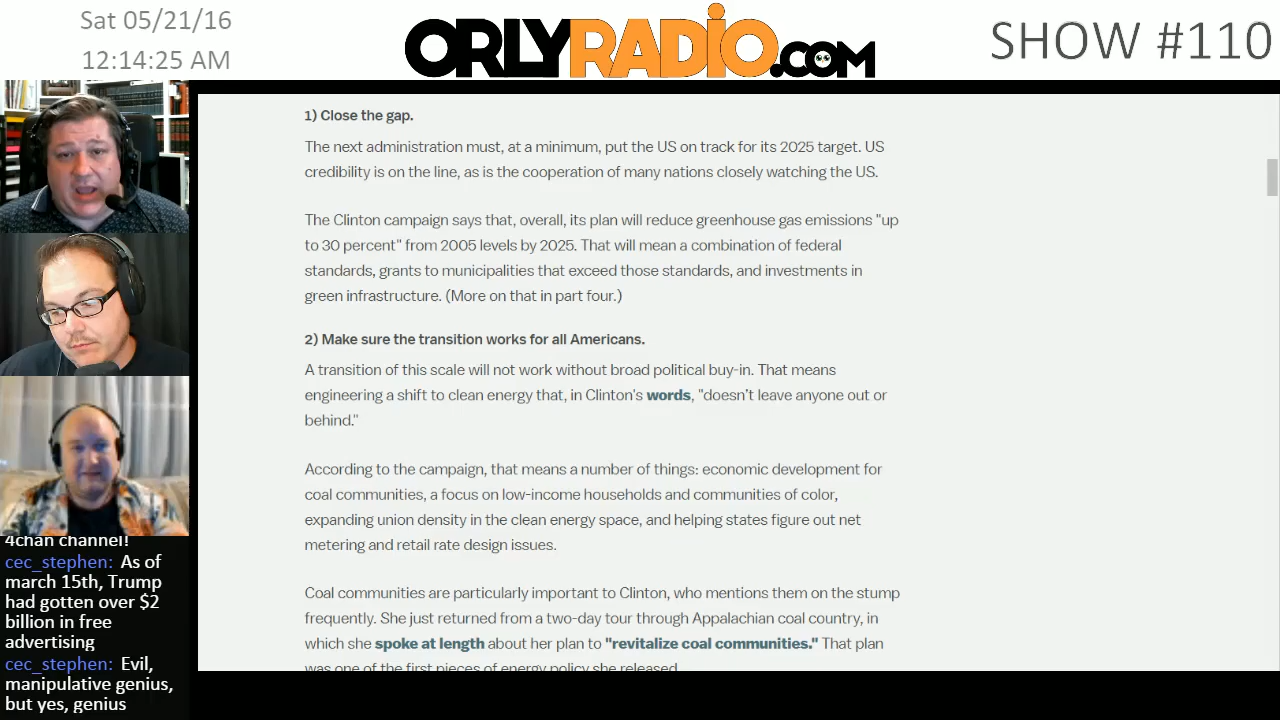 Sat 05/21/16
12:14:25 AM
ORLYRADIO.COM
SHOW #110
1) Close the gap.
The next administration must, at a minimum, put the US on track for its 2025 target. US
credibility is on the line, as is the cooperation of many nations closely watching the US.
The Clinton campaign says that, overall, its plan will reduce greenhouse gas emissions "up
to 30 percent" from 2005 levels by 2025. That will mean a combination of federal
standards, grants to municipalities that exceed those standards, and investments in
green infrastructure. (More on that in part four.)
2) Make sure the transition works for all Americans.
A transition of this scale will not work without broad political buy-in. That means
engineering a shift to clean energy that, in Clinton's words, "doesn't leave anyone out or
behind."
According to the campaign, that means a number of things: economic development for
coal communities, a focus on low-income households and communities of color,
expanding union density in the clean energy space, and helping states figure out net
metering and retail rate design issues.
Coal communities are particularly important to Clinton, who mentions them on the stump
frequently. She just returned from a two-day tour through Appalachian coal country, in
which she spoke at length about her plan to "revitalize coal communities." That plan
was one of the first pieces of energy policy she released.
4chan channel!
cec_stephen: As of
march 15th, Trump
had gotten over $2
billion in free
advertising
cec_stephen: Evil,
manipulative genius,
but yes, genius